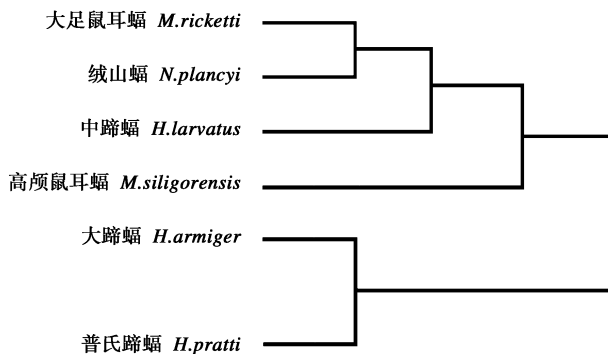 大足鼠耳蝠 M.ricketti
绒山蝠 N.plancyi
中蹄蝠 H.larvatus
高颅鼠耳蝠 M.siligorensis
大蹄蝠 H.armiger
普氏蹄蝠 H.pratti